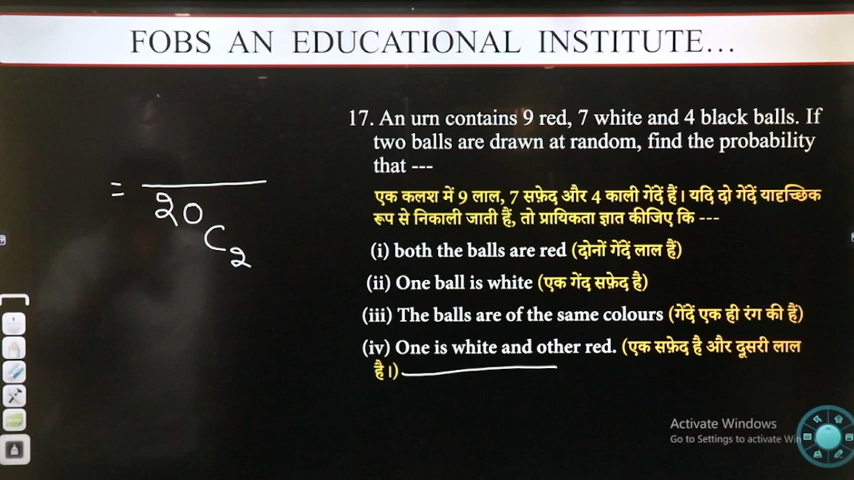 FOBS AN EDUCATIONAL INSTITUTE...
17. An urn contains 9 red, 7 white and 4 black balls. If
two balls are drawn at random, find the probability
that ---
एक कलश में 9 लाल, 7 सफ़ेद और 4 काली गेंदें हैं। यदि दो गेंदें यादृच्छिक
रूप से निकाली जाती हैं, तो प्रायिकता ज्ञात कीजिए कि ---
(i) both the balls are red (दोनों गेंदें लाल है)
(ii) One ball is white (एक गेंद सफ़ेद है)
(iii) The balls are of the same colours (गेंदें एक ही रंग की हैं)
(iv) One is white and other red. (एक सफ़ेद है और दूसरी लाल
है।)
=
20
C
2
Activate Windows
Go to Settings to activate Win